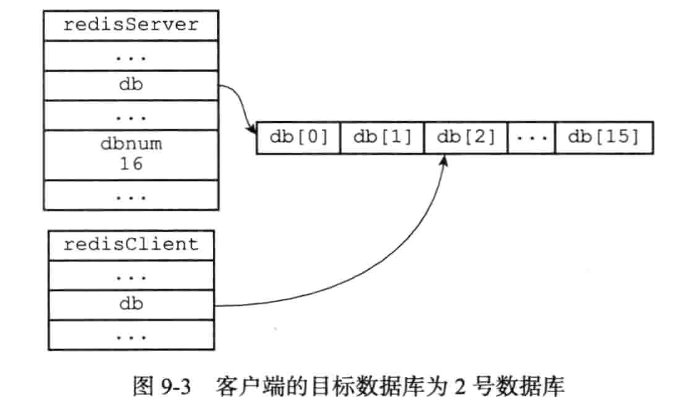 redisServer
...
db
...
dbnum
16
...
db[0] db[1] db[2] ... db[15]
redisClient
...
db
...
图 9-3 客户端的目标数据库为 2 号数据库